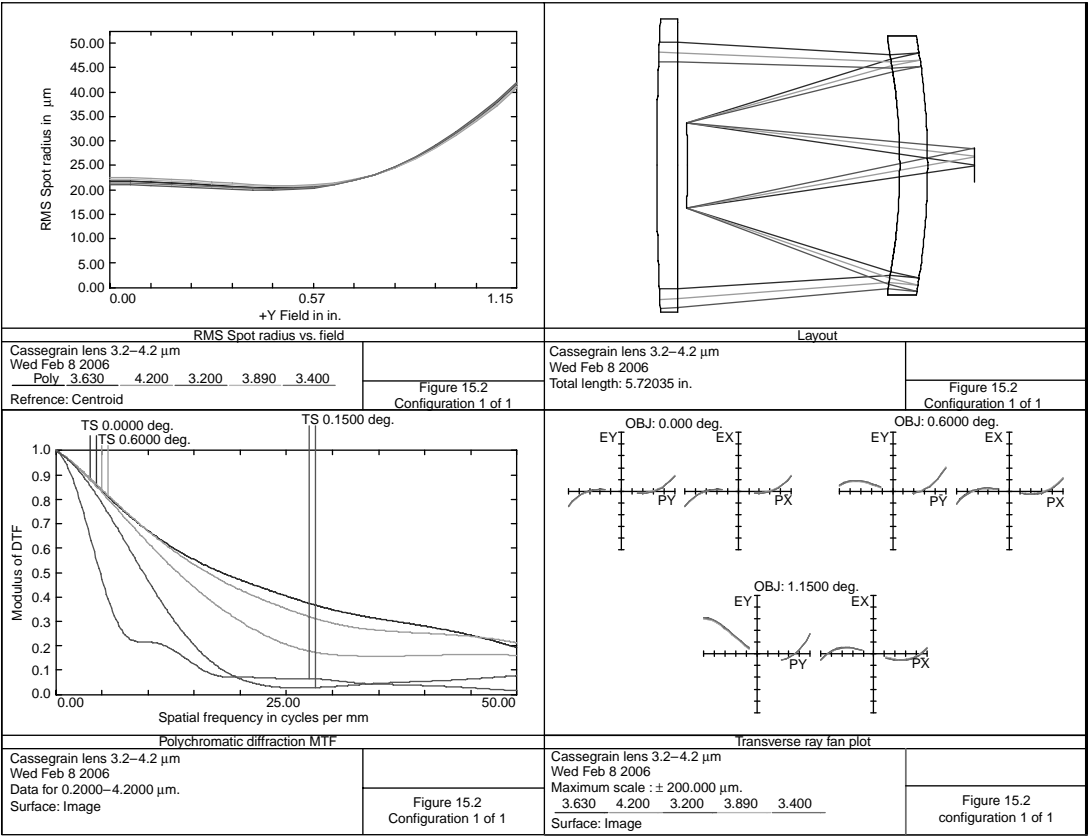 50.00
45.00
40.00
35.00
30.00
25.00
20.00
15.00
10.00
5.00
0.00
RMS Spot radius in μm
0.00 0.57 1.15
+Y Field in in.
RMS Spot radius vs. field
Cassegrain lens 3.2–4.2 μm
Wed Feb 8 2006
Poly 3.630 4.200 3.200 3.890 3.400
Refrence: Centroid
Figure 15.2
Configuration 1 of 1
Layout
Cassegrain lens 3.2–4.2 μm
Wed Feb 8 2006
Total length: 5.72035 in.
Figure 15.2
Configuration 1 of 1
TS 0.0000 deg.
TS 0.6000 deg.
TS 0.1500 deg.
1.0
0.9
0.8
0.7
0.6
0.5
0.4
0.3
0.2
0.1
0.0
Modulus of DTF
0.00 25.00 50.00
Spatial frequency in cycles per mm
Polychromatic diffraction MTF
Cassegrain lens 3.2–4.2 μm
Wed Feb 8 2006
Data for 0.2000–4.2000 μm.
Surface: Image
Figure 15.2
Configuration 1 of 1
OBJ: 0.000 deg.
EY EX
PY PX
OBJ: 0.6000 deg.
EY EX
PY PX
OBJ: 1.1500 deg.
EY EX
PY PX
Transverse ray fan plot
Cassegrain lens 3.2–4.2 μm
Wed Feb 8 2006
Maximum scale : ± 200.000 μm.
3.630 4.200 3.200 3.890 3.400
Surface: Image
Figure 15.2
configuration 1 of 1